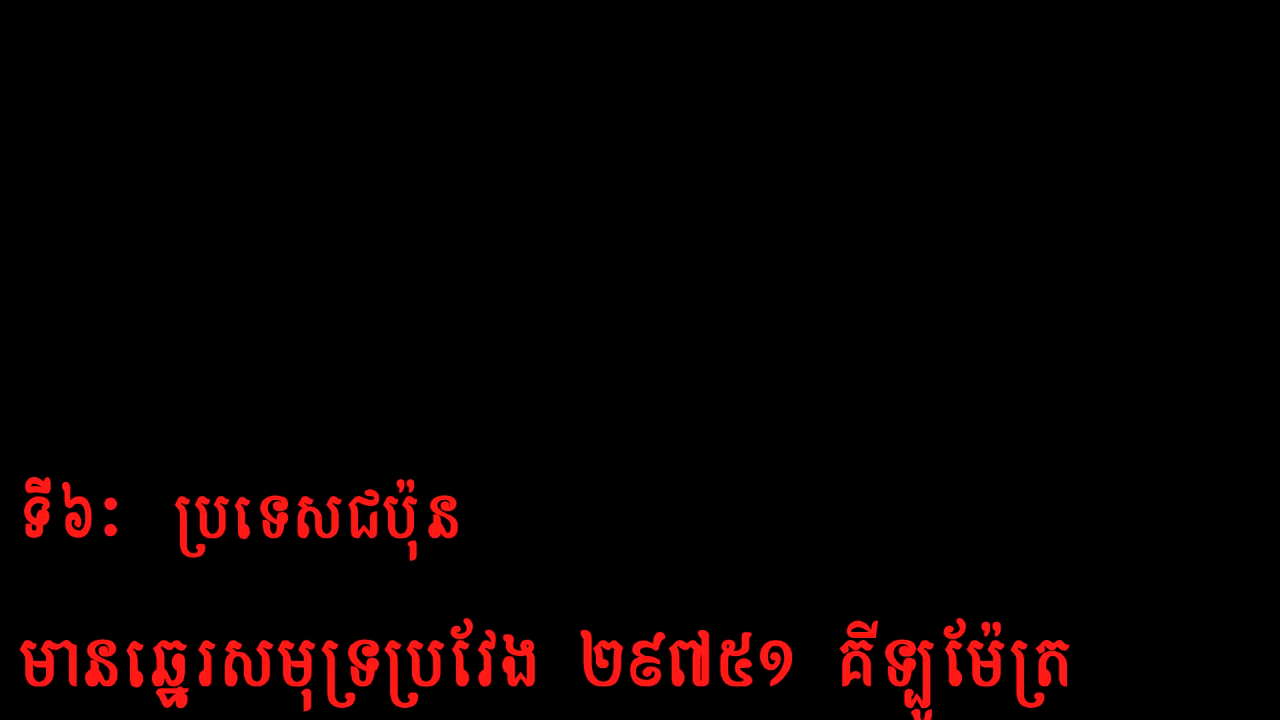 ទី៦: ប្រទេសជប៉ុន
មានឆ្នេរសមុទ្រប្រវែង ២៩៧៥១ គីឡូម៉ែត្រ